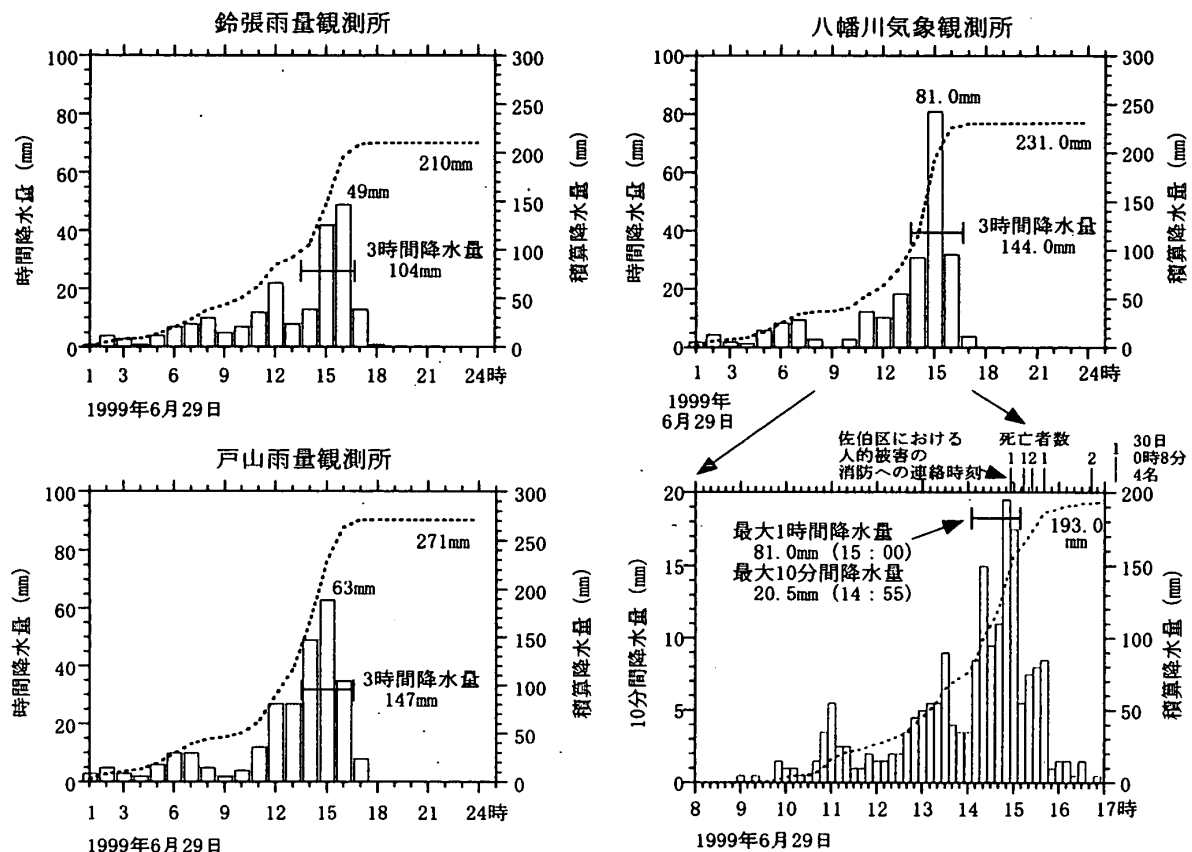 鈴張雨量観測所
100
80
60
40
20
0
時間降水量 (mm)
300
250
200
150
100
50
0
積算降水量 (mm)
210mm
49mm
3時間降水量
104mm
1 3 6 9 12 15 18 21 24時
1999年6月29日
八幡川気象観測所
100
80
60
40
20
0
時間降水量 (mm)
300
250
200
150
100
50
0
積算降水量 (mm)
81.0mm
231.0mm
3時間降水量
144.0mm
1 3 6 9 12 15 18 21 24時
1999年
6月29日
戸山雨量観測所
100
80
60
40
20
0
時間降水量 (mm)
300
250
200
150
100
50
0
積算降水量 (mm)
271mm
63mm
3時間降水量
147mm
1 3 6 9 12 15 18 21 24時
1999年6月29日
佐伯区における
人的被害の
消防への連絡時刻
死亡者数
1 1 2 1 2
30日
0時8分
4名
20
15
10
5
0
10分間降水量 (mm)
200
150
100
50
0
積算降水量 (mm)
最大1時間降水量
81.0mm (15:00)
最大10分間降水量
20.5mm (14:55)
193.0
mm
8 9 10 11 12 13 14 15 16 17時
1999年6月29日